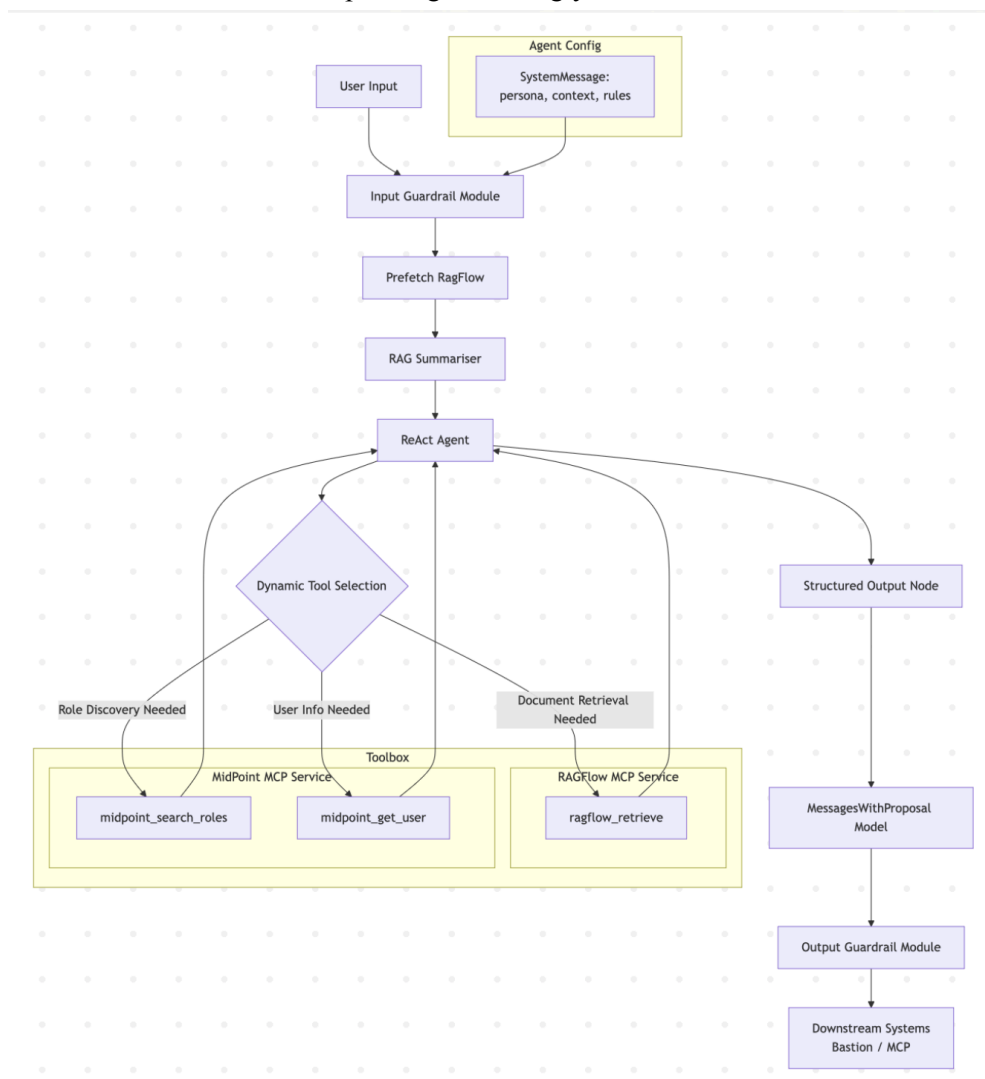 Agent Config
User Input
SystemMessage:
persona, context, rules
Input Guardrail Module
Prefetch RagFlow
RAG Summariser
ReAct Agent
Dynamic Tool Selection
Structured Output Node
Role Discovery Needed
User Info Needed
Document Retrieval
Needed
Toolbox
MidPoint MCP Service
RAGFlow MCP Service
midpoint_search_roles
midpoint_get_user
ragflow_retrieve
MessagesWithProposal
Model
Output Guardrail Module
Downstream Systems
Bastion / MCP